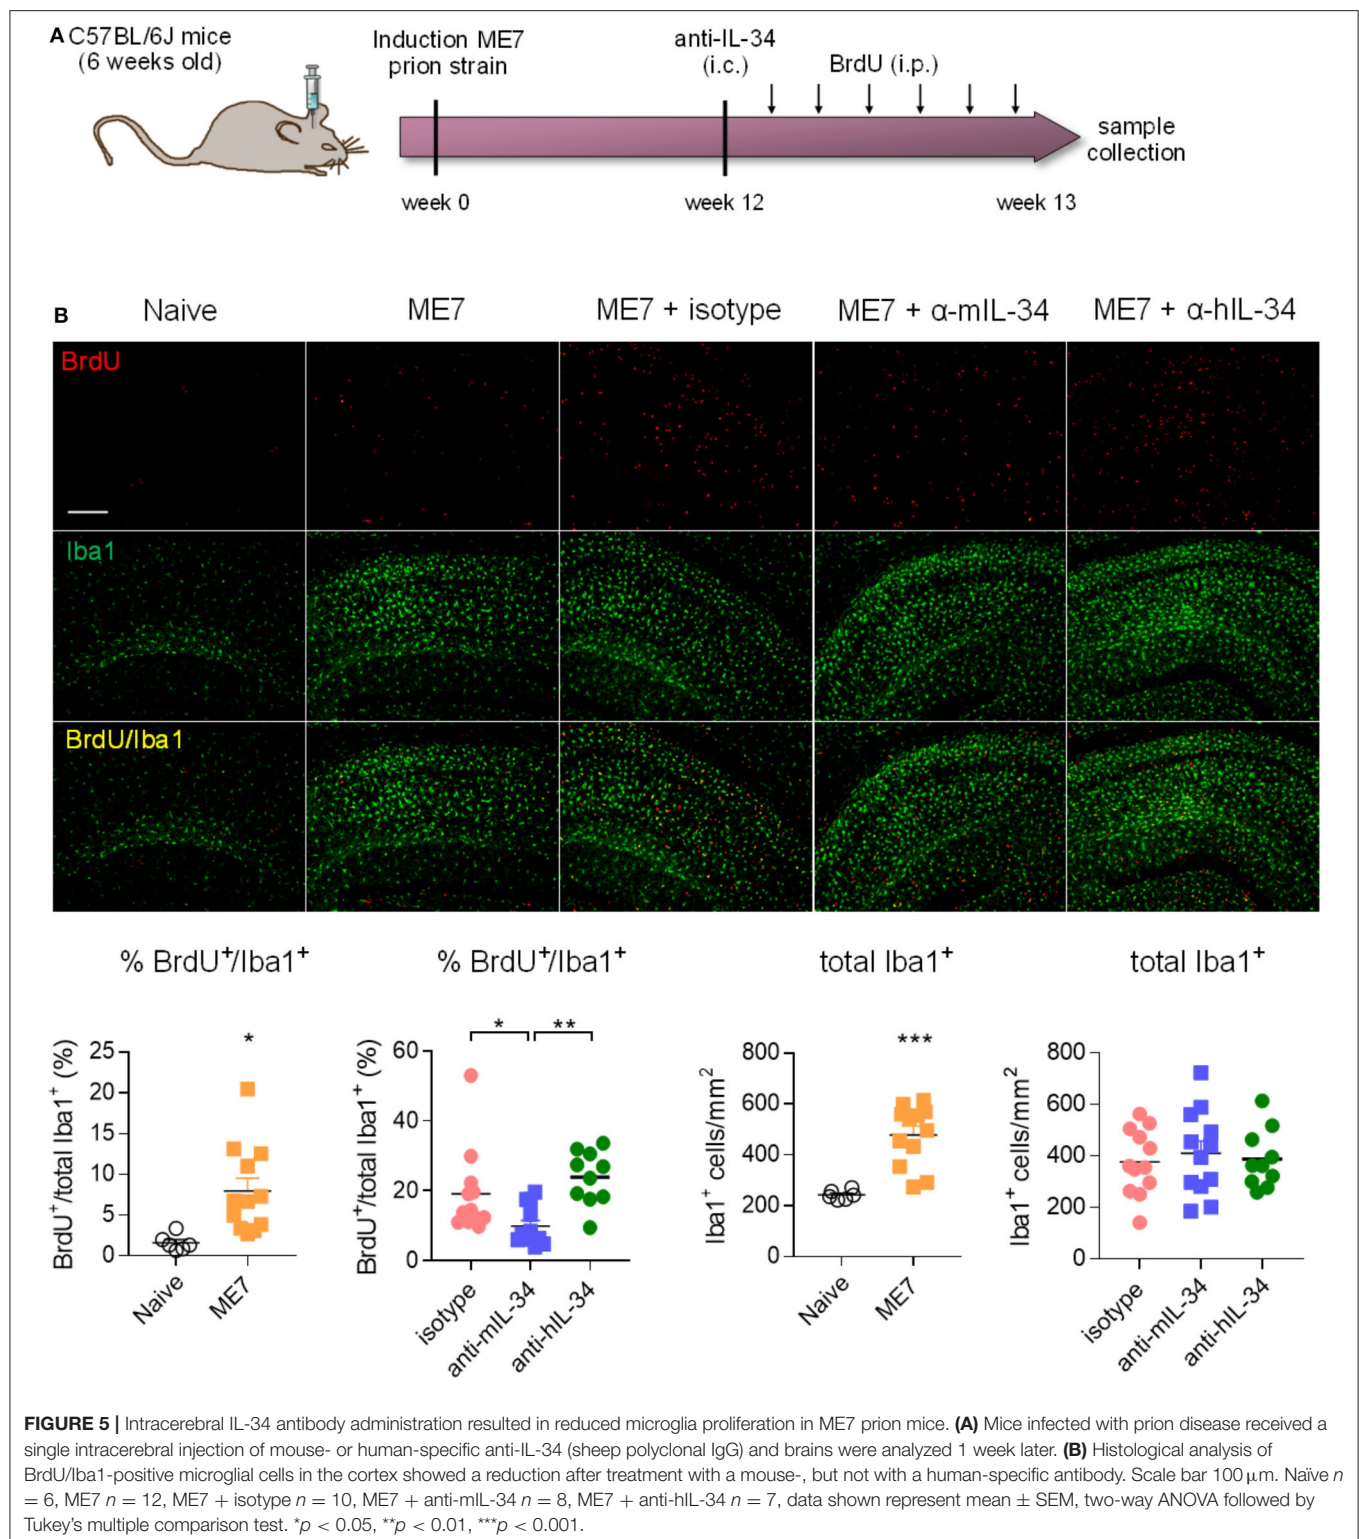 A C57BL/6J mice
(6 weeks old)
Induction ME7
prion strain
anti-IL-34
(i.c.)
BrdU (i.p.)
sample
collection
week 0
week 12
week 13
B
Naive
ME7
ME7 + isotype
ME7 + α-mIL-34
ME7 + α-hIL-34
BrdU
Iba1
BrdU/Iba1
% BrdU⁺/Iba1⁺
BrdU⁺/total Iba1⁺ (%)
25
20
15
10
5
0
*
Naive
ME7
% BrdU⁺/Iba1⁺
BrdU⁺/total Iba1⁺ (%)
60
40
20
0
*
**
isotype
anti-mIL-34
anti-hIL-34
total Iba1⁺
Iba1⁺ cells/mm²
800
600
400
200
0
***
Naive
ME7
total Iba1⁺
Iba1⁺ cells/mm²
800
600
400
200
0
isotype
anti-mIL-34
anti-hIL-34
FIGURE 5 | Intracerebral IL-34 antibody administration resulted in reduced microglia proliferation in ME7 prion mice. (A) Mice infected with prion disease received a
single intracerebral injection of mouse- or human-specific anti-IL-34 (sheep polyclonal IgG) and brains were analyzed 1 week later. (B) Histological analysis of
BrdU/Iba1-positive microglial cells in the cortex showed a reduction after treatment with a mouse-, but not with a human-specific antibody. Scale bar 100 μm. Naïve n
= 6, ME7 n = 12, ME7 + isotype n = 10, ME7 + anti-mIL-34 n = 8, ME7 + anti-hIL-34 n = 7, data shown represent mean ± SEM, two-way ANOVA followed by
Tukey's multiple comparison test. *p < 0.05, **p < 0.01, ***p < 0.001.